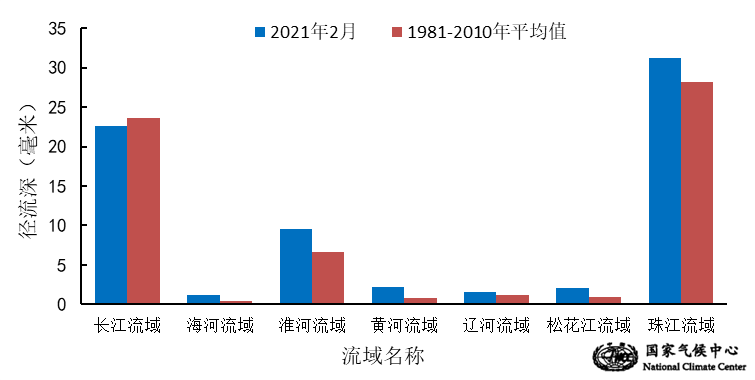 2021年2月 1981-2010年平均值
35
30
25
20
15
10
5
0
径流深（毫米）
长江流域 海河流域 淮河流域 黄河流域 辽河流域 松花江流域 珠江流域
流域名称
国家气候中心
National Climate Center